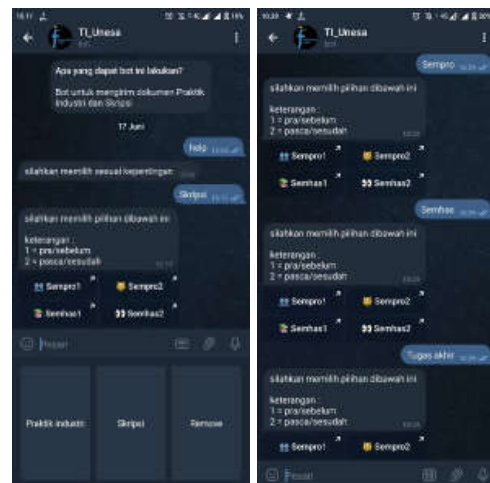 TI_Unesa
bot
Apa yang dapat bot ini lakukan?
Bot untuk mengirim dokumen Praktik
Industri dan Skripsi
17 Juni
help
silahkan memilih sesuai kepentingan
Skripsi
silahkan memilih pilihan dibawah ini
keterangan :
1 = pra/sebelum
2 = pasca/sesudah
Sempro1
Sempro2
Semhas1
Semhas2
Pesan
Praktik Industri
Skripsi
Remove
TI_Unesa
bot
Sempro
silahkan memilih pilihan dibawah ini
keterangan :
1 = pra/sebelum
2 = pasca/sesudah
Sempro1
Sempro2
Semhas1
Semhas2
Semhas
silahkan memilih pilihan dibawah ini
keterangan :
1 = pra/sebelum
2 = pasca/sesudah
Sempro1
Sempro2
Semhas1
Semhas2
Tugas akhir
silahkan memilih pilihan dibawah ini
keterangan :
1 = pra/sebelum
2 = pasca/sesudah
Sempro1
Sempro2
Pesan